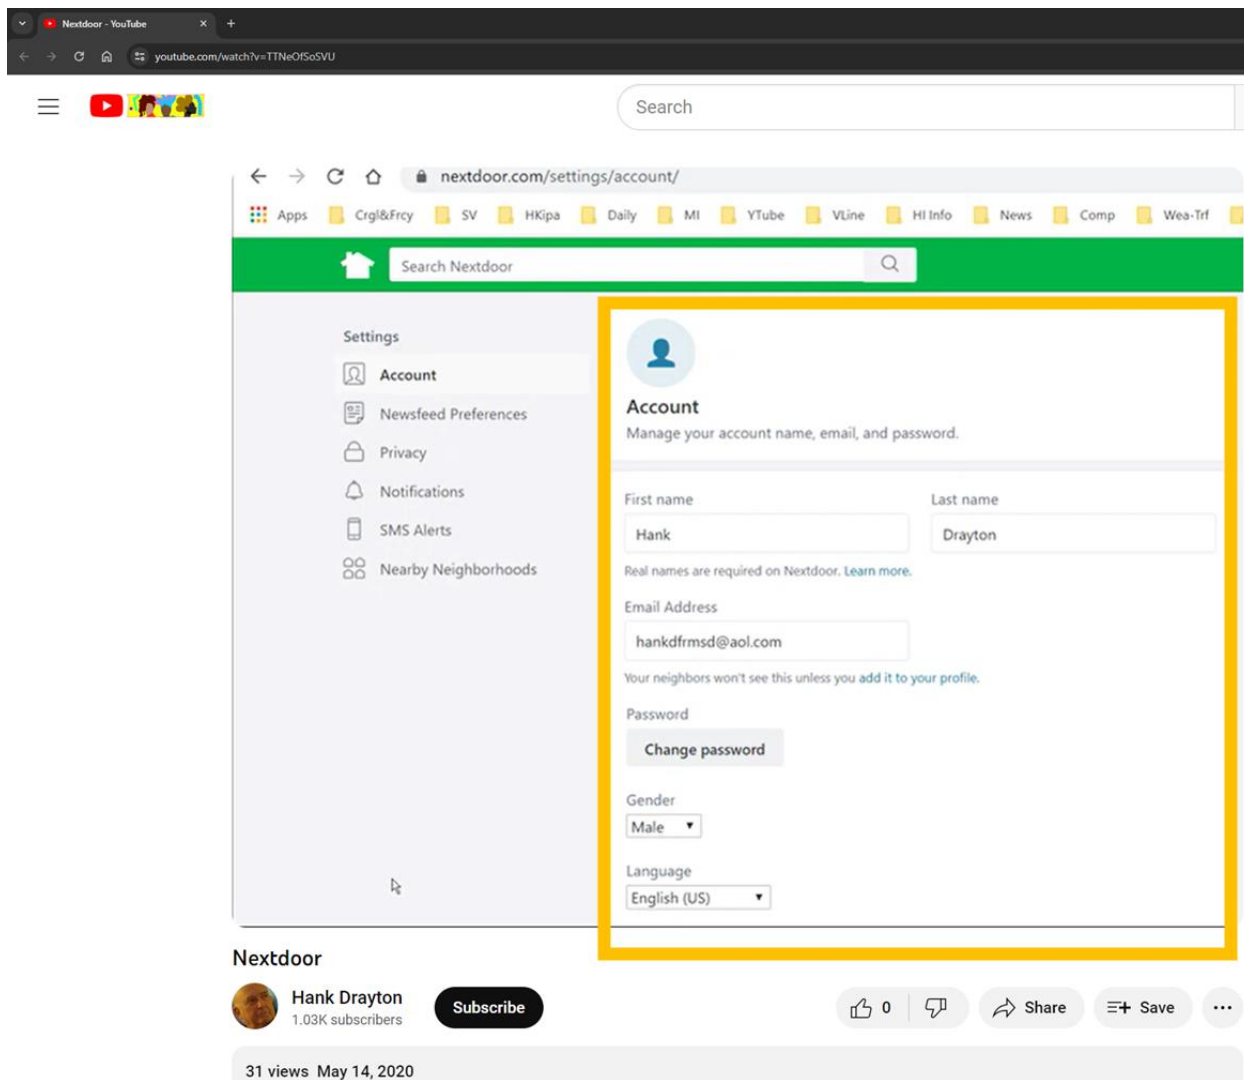 Nextdoor - YouTube
youtube.com/watch?v=TTNeOfSoSVU
Search
nextdoor.com/settings/account/
Apps Crgl&Frcy SV HKipa Daily MI YTube VLine HI Info News Comp Wea-Trf
Search Nextdoor
Settings
Account
Newsfeed Preferences
Privacy
Notifications
SMS Alerts
Nearby Neighborhoods
Account
Manage your account name, email, and password.
First name Last name
Hank Drayton
Real names are required on Nextdoor. Learn more.
Email Address
hankdfrmsd@aol.com
Your neighbors won't see this unless you add it to your profile.
Password
Change password
Gender
Male
Language
English (US)
Nextdoor
Hank Drayton
1.03K subscribers
Subscribe
0
Share
Save
31 views May 14, 2020